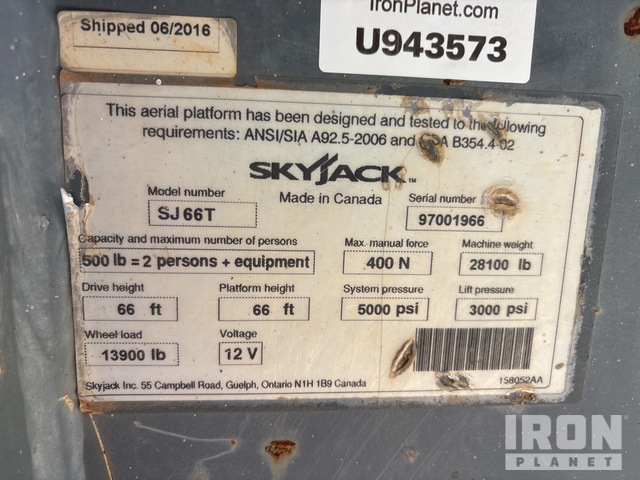 Shipped 06/2016
IronPlanet.com
U943573
This aerial platform has been designed and tested to the following
requirements: ANSI/SIA A92.5-2006 and B354.4-02
SKYJACK
Made in Canada
Model number
SJ 66T
Serial number
97001966
Capacity and maximum number of persons
500 lb = 2 persons + equipment
Max. manual force
400 N
Machine weight
28100 lb
Drive height
66 ft
Platform height
66 ft
System pressure
5000 psi
Lift pressure
3000 psi
Wheel load
13900 lb
Voltage
12 V
158052AA
Skyjack Inc. 55 Campbell Road, Guelph, Ontario N1H 1B9 Canada
IRON
PLANET